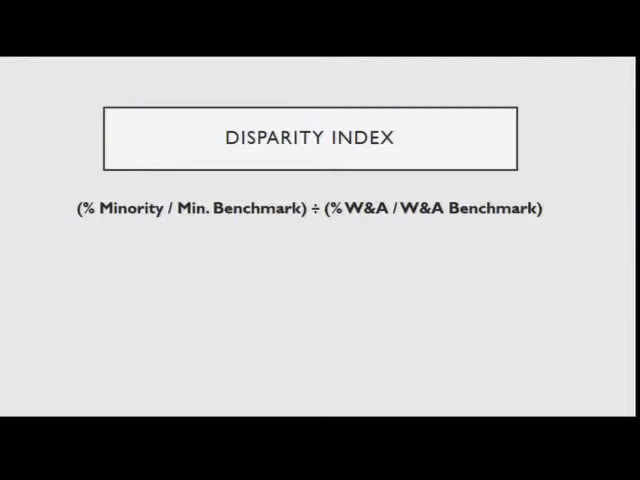 DISPARITY INDEX
(% Minority / Min. Benchmark) ÷ (% W&A / W&A Benchmark)